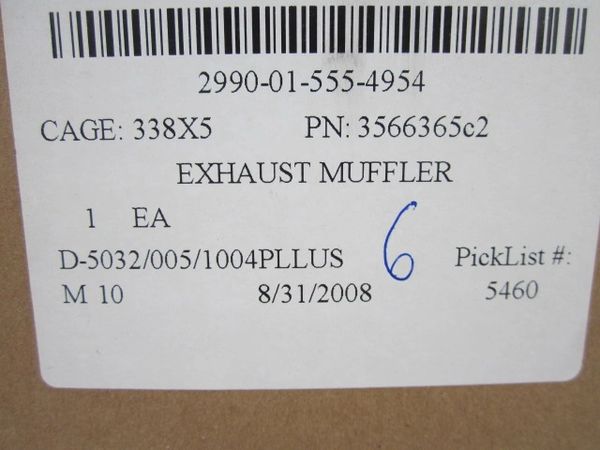 2990-01-555-4954
CAGE: 338X5 PN: 3566365c2
EXHAUST MUFFLER
1 EA
6
D-5032/005/1004PLLUS PickList #:
M 10 8/31/2008 5460